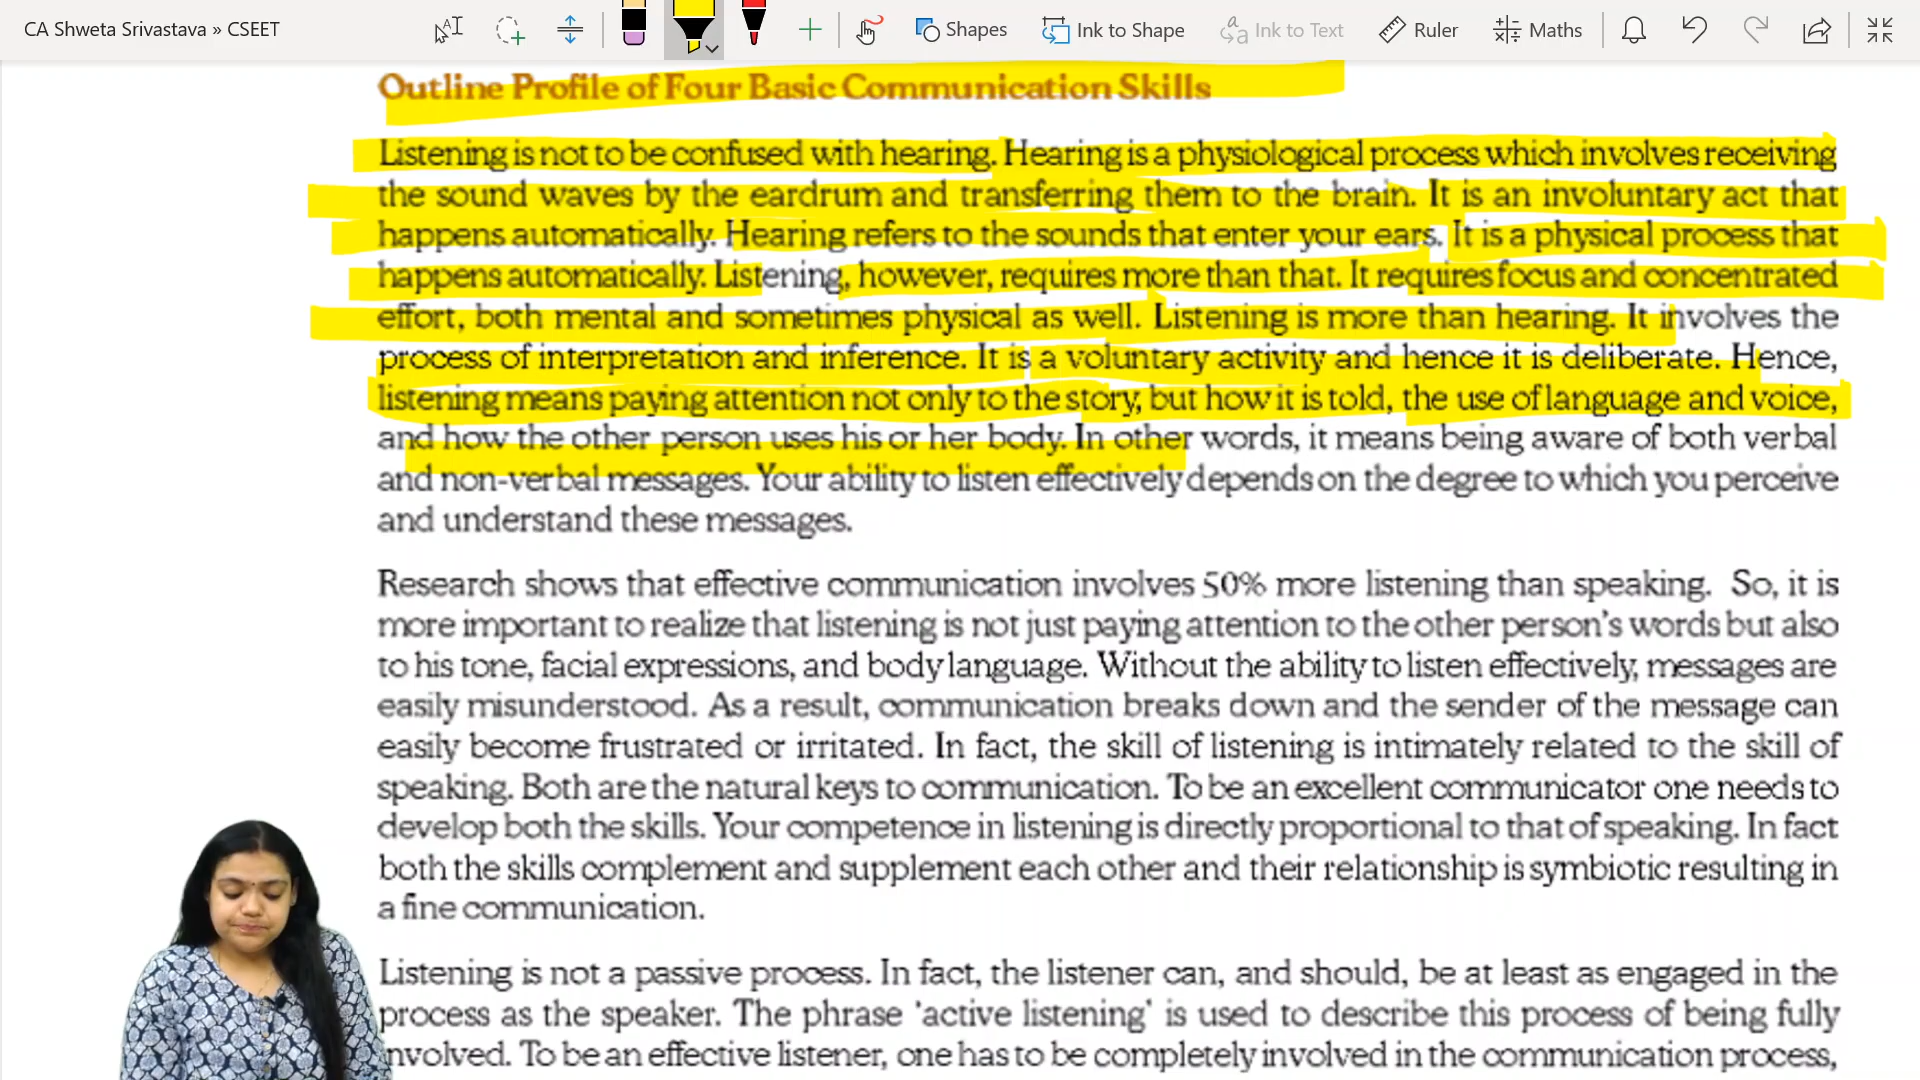 CA Shweta Srivastava » CSEET
Shapes
Ink to Shape
Ink to Text
Ruler
Maths
Outline Profile of Four Basic Communication Skills
Listening is not to be confused with hearing. Hearing is a physiological process which involves receiving
the sound waves by the eardrum and transferring them to the brain. It is an involuntary act that
happens automatically. Hearing refers to the sounds that enter your ears. It is a physical process that
happens automatically. Listening, however, requires more than that. It requires focus and concentrated
effort, both mental and sometimes physical as well. Listening is more than hearing. It involves the
process of interpretation and inference. It is a voluntary activity and hence it is deliberate. Hence,
listening means paying attention not only to the story, but how it is told, the use of language and voice,
and how the other person uses his or her body. In other words, it means being aware of both verbal
and non-verbal messages. Your ability to listen effectively depends on the degree to which you perceive
and understand these messages.
Research shows that effective communication involves 50% more listening than speaking. So, it is
more important to realize that listening is not just paying attention to the other person's words but also
to his tone, facial expressions, and body language. Without the ability to listen effectively, messages are
easily misunderstood. As a result, communication breaks down and the sender of the message can
easily become frustrated or irritated. In fact, the skill of listening is intimately related to the skill of
speaking. Both are the natural keys to communication. To be an excellent communicator one needs to
develop both the skills. Your competence in listening is directly proportional to that of speaking. In fact
both the skills complement and supplement each other and their relationship is symbiotic resulting in
a fine communication.
Listening is not a passive process. In fact, the listener can, and should, be at least as engaged in the
process as the speaker. The phrase 'active listening' is used to describe this process of being fully
nvolved. To be an effective listener, one has to be completely involved in the communication process,